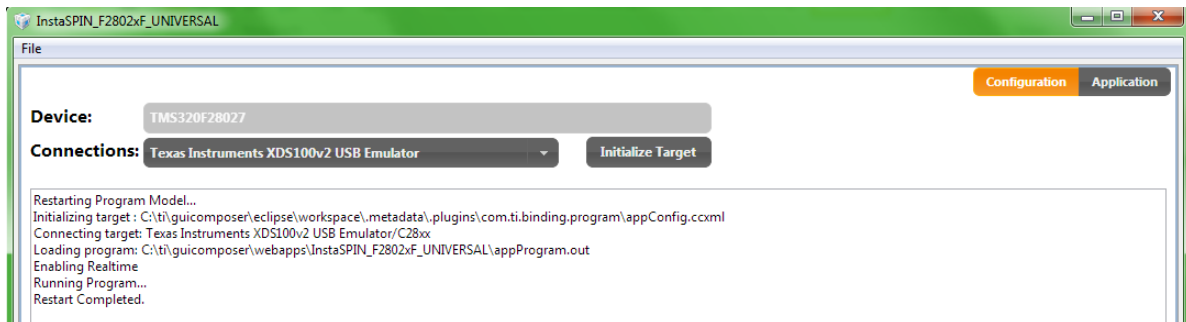 InstaSPIN_F2802xF_UNIVERSAL
File
Configuration Application
Device: TMS320F28027
Connections: Texas Instruments XDS100v2 USB Emulator Initialize Target
Restarting Program Model...
Initializing target : C:\ti\guicomposer\eclipse\workspace\.metadata\.plugins\com.ti.binding.program\appConfig.ccxml
Connecting target: Texas Instruments XDS100v2 USB Emulator/C28xx
Loading program: C:\ti\guicomposer\webapps\InstaSPIN_F2802xF_UNIVERSAL\appProgram.out
Enabling Realtime
Running Program...
Restart Completed.